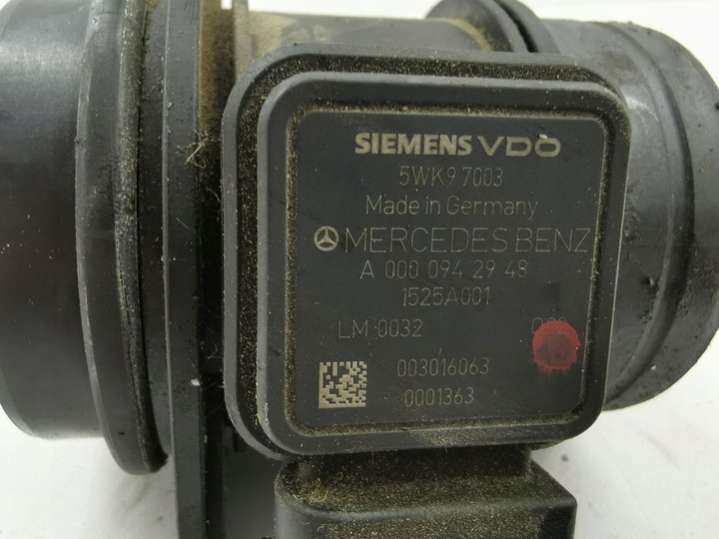 SIEMENS VDO
5WK9 7003
Made in Germany
MERCEDES BENZ
A 000 094 29 48
1525A001
LM 0032
003016063
0001363